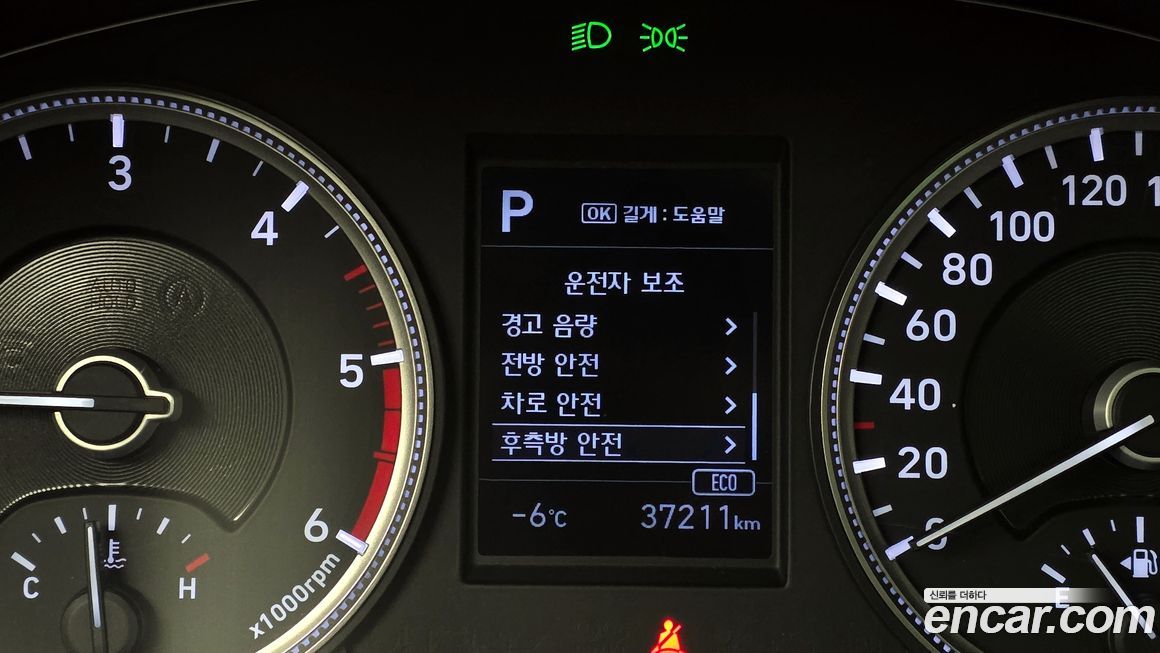 P
OK 길게 : 도움말
운전자 보조
경고 음량
전방 안전
차로 안전
후측방 안전
ECO
-6℃
37211km
3
4
5
6
x1000rpm
C
H
0
20
40
60
80
100
120
E
신뢰를 더하다
encar.com